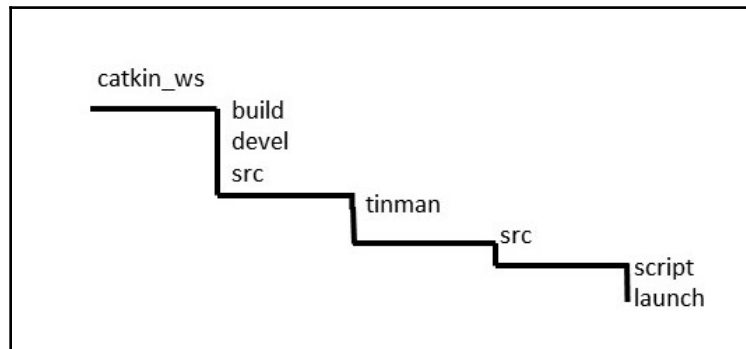 catkin_ws
build
devel
src
tinman
src
script
launch